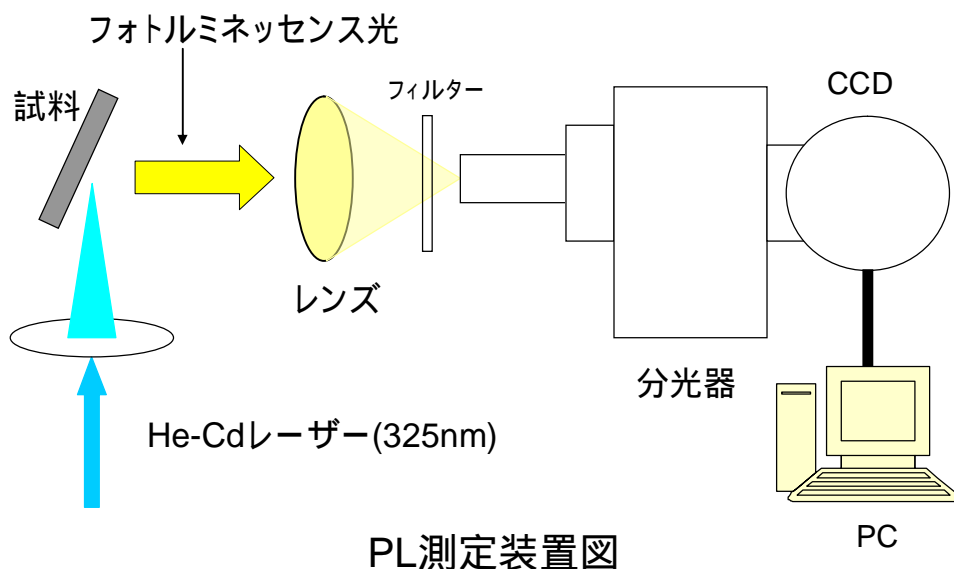 フォトルミネッセンス光
試料
フィルター
CCD
レンズ
分光器
He-Cdレーザー(325nm)
PC
PL測定装置図